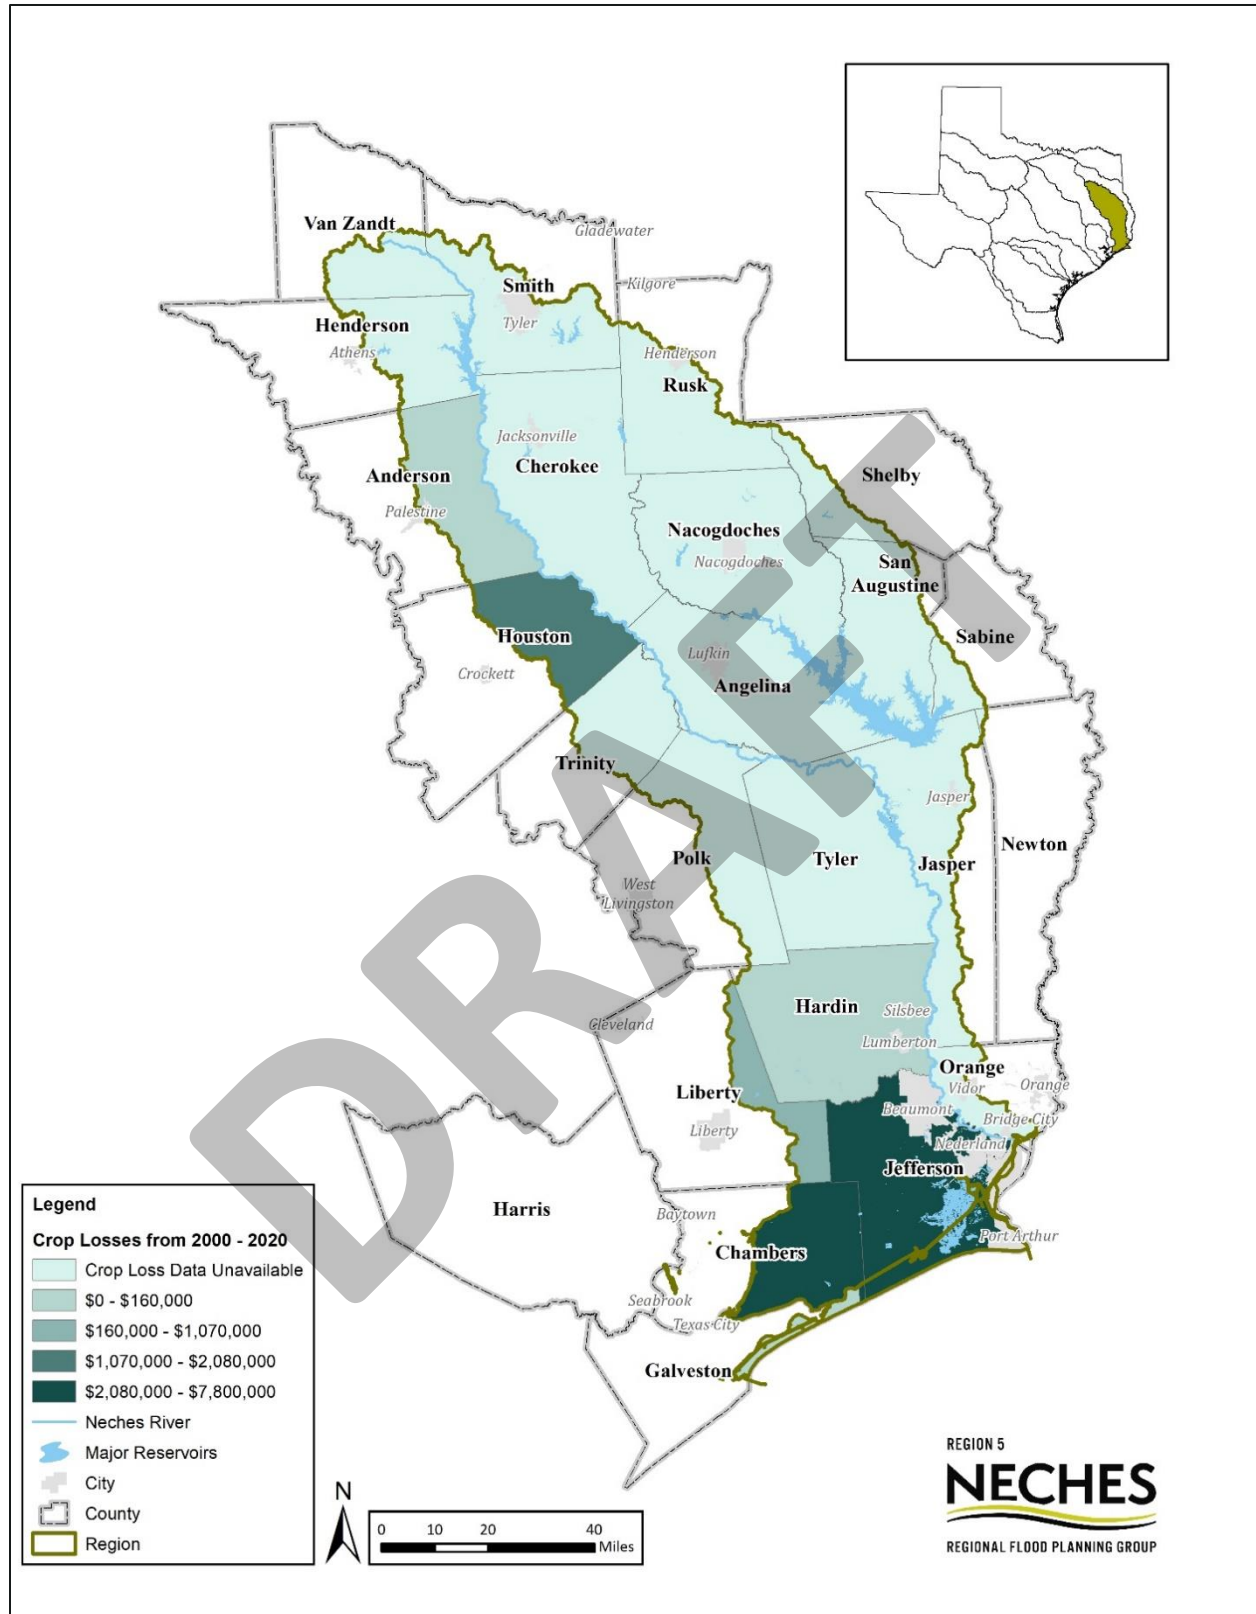 Gladewater
Van Zandt
Smith
Kilgore
Henderson
Tyler
Athens
Henderson
Rusk
Jacksonville
Cherokee
Anderson
Shelby
Palestine
Nacogdoches
Nacogdoches
San
Augustine
Houston
Sabine
Lufkin
Crockett
Angelina
Trinity
Jasper
Newton
Polk
Tyler
Jasper
West
Livingston
Hardin
Silsbee
Cleveland
Lumberton
Orange
Vidor
Orange
Liberty
Beaumont
Bridge City
Liberty
Nederland
Jefferson
Harris
Baytown
Port Arthur
Chambers
Seabrook
Texas City
Galveston
DRAFT
Legend
Crop Losses from 2000 - 2020
Crop Loss Data Unavailable
$0 - $160,000
$160,000 - $1,070,000
$1,070,000 - $2,080,000
$2,080,000 - $7,800,000
Neches River
Major Reservoirs
City
County
Region
N
0 10 20 40
Miles
REGION 5
NECHES
REGIONAL FLOOD PLANNING GROUP